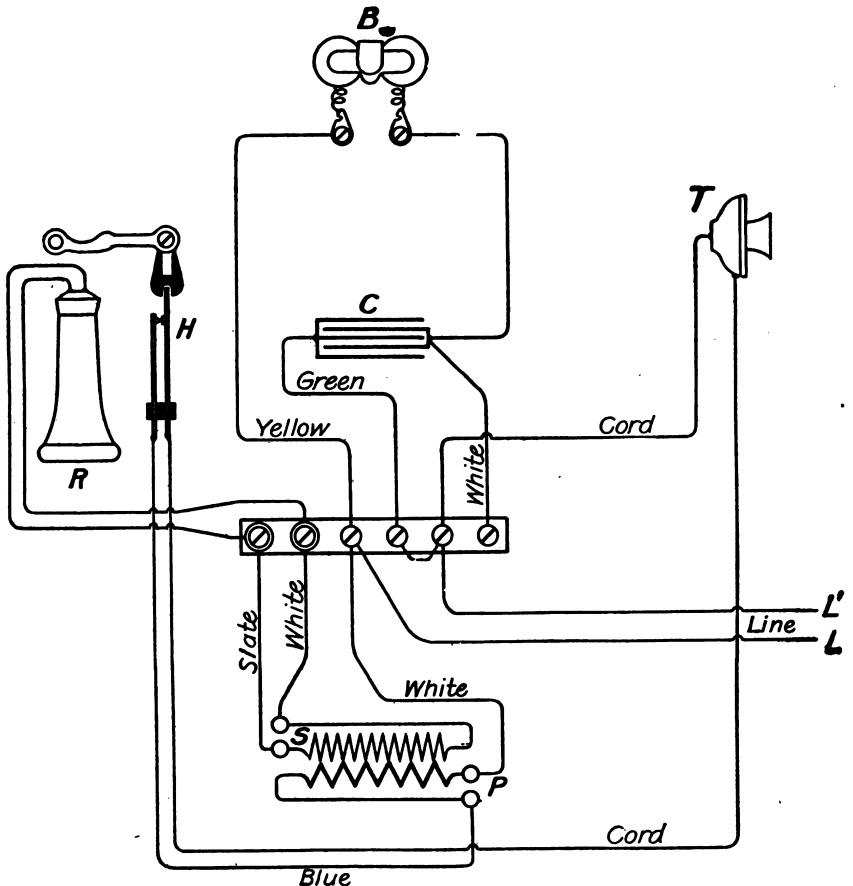 B
T
H
C
Green
R
Yellow
White
Cord
L'
Line
L
Slate
White
White
S
P
Cord
Blue